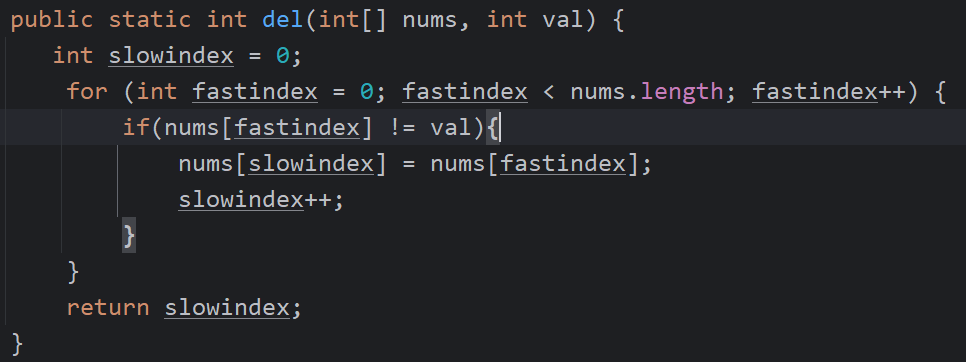 public static int del(int[] nums, int val) {
int slowindex = 0;
for (int fastindex = 0; fastindex < nums.length; fastindex++) {
if(nums[fastindex] != val){
nums[slowindex] = nums[fastindex];
slowindex++;
}
}
return slowindex;
}